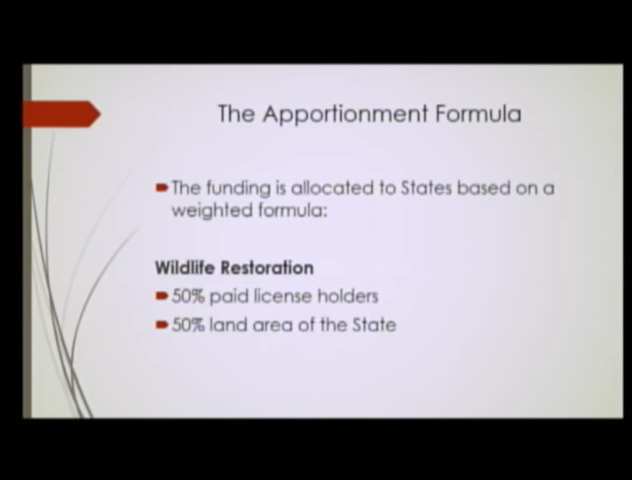 The Apportionment Formula
The funding is allocated to States based on a
weighted formula:
Wildlife Restoration
50% paid license holders
50% land area of the State